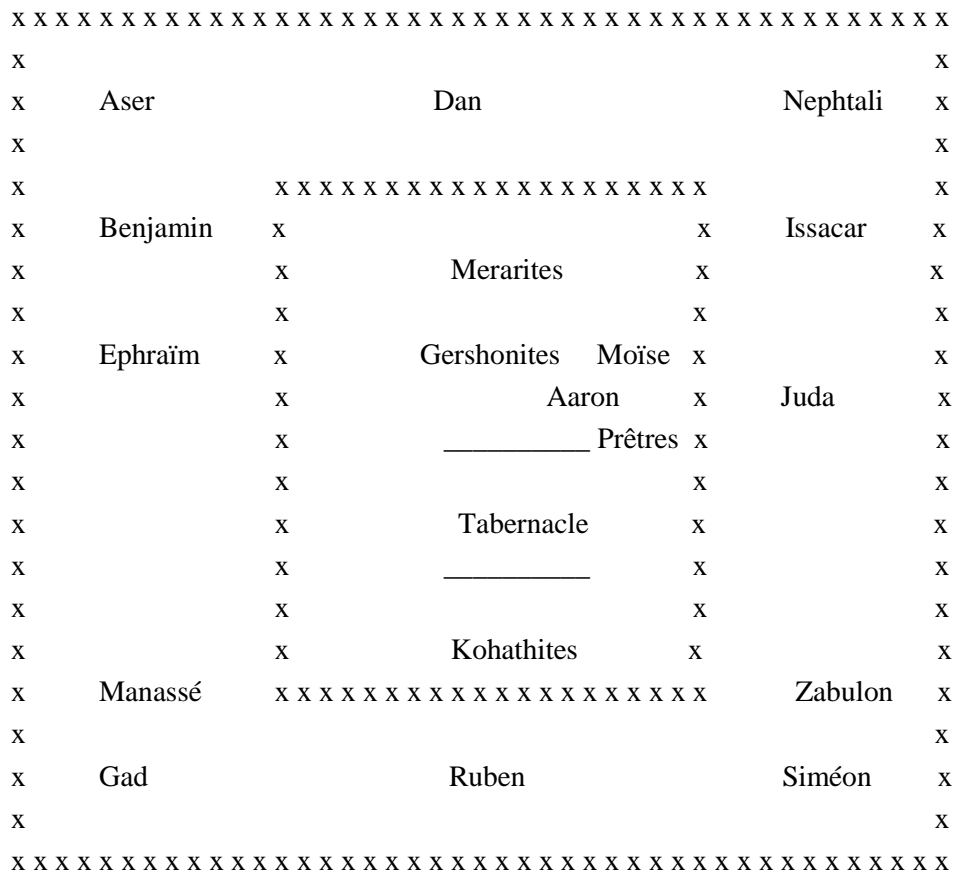 x x x x x x x x x x x x x x x x x x x x x x x x x x x x x x x x x x x x x x x x x x x
x x
x Aser Dan Nephtali x
x x
x x x x x x x x x x x x x x x x x x x x x x
x Benjamin x x Issacar x
x x Merarites x x
x x x x
x Ephraïm x Gershonites Moïse x x
x x Aaron x Juda x
x x __________ Prêtres x x
x x x x
x x Tabernacle x x
x x __________ x x
x x x x
x x Kohathites x x
x Manassé x x x x x x x x x x x x x x x x x x x x Zabulon x
x x
x Gad Ruben Siméon x
x x
x x x x x x x x x x x x x x x x x x x x x x x x x x x x x x x x x x x x x x x x x x x